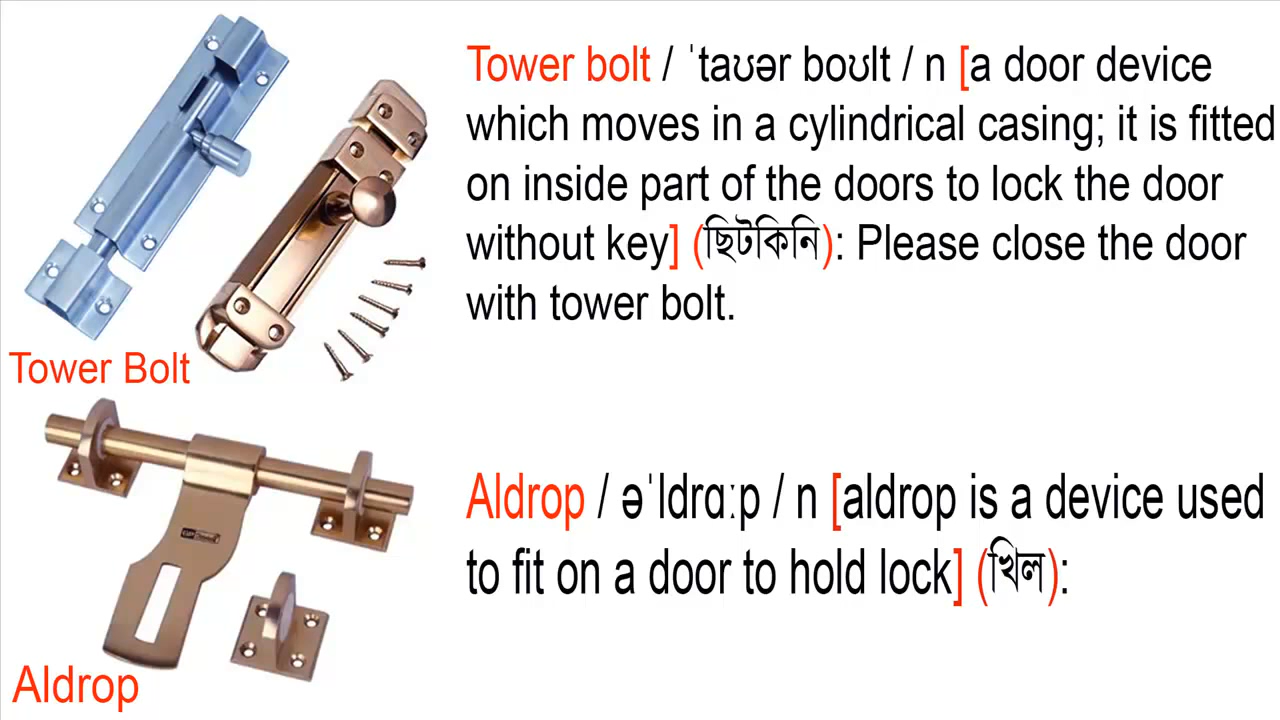 Tower bolt / ˈtaʊər boʊlt / n [a door device
which moves in a cylindrical casing; it is fitted
on inside part of the doors to lock the door
without key] (ছিটকিনি): Please close the door
with tower bolt.
Tower Bolt
Aldrop / əˈldrɑːp / n [aldrop is a device used
to fit on a door to hold lock] (খিল):
Aldrop